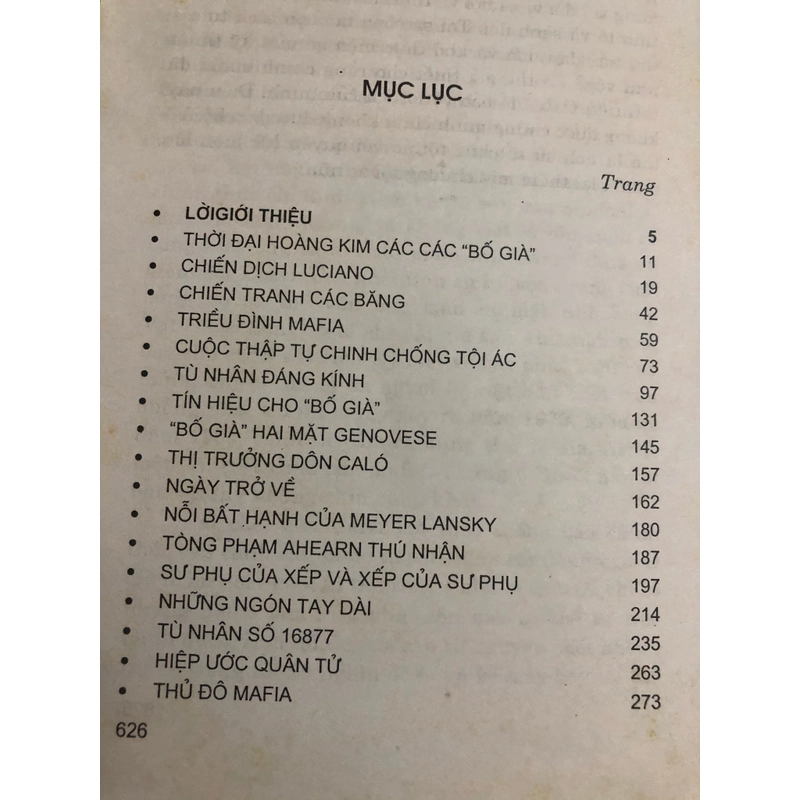 MỤC LỤC
Trang
• LỜIGIỚI THIỆU 5
• THỜI ĐẠI HOÀNG KIM CÁC CÁC “BỐ GIÀ” 11
• CHIẾN DỊCH LUCIANO 19
• CHIẾN TRANH CÁC BĂNG 42
• TRIỀU ĐÌNH MAFIA 59
• CUỘC THẬP TỰ CHINH CHỐNG TỘI ÁC 73
• TÙ NHÂN ĐÁNG KÍNH 97
• TÍN HIỆU CHO “BỐ GIÀ” 131
• “BỐ GIÀ” HAI MẶT GENOVESE 145
• THỊ TRƯỞNG DÔN CALÓ 157
• NGÀY TRỞ VỀ 162
• NỖI BẤT HẠNH CỦA MEYER LANSKY 180
• TÒNG PHẠM AHEARN THÚ NHẬN 187
• SƯ PHỤ CỦA XẾP VÀ XẾP CỦA SƯ PHỤ 197
• NHỮNG NGÓN TAY DÀI 214
• TÙ NHÂN SỐ 16877 235
• HIỆP ƯỚC QUÂN TỬ 263
• THỦ ĐÔ MAFIA 273
626